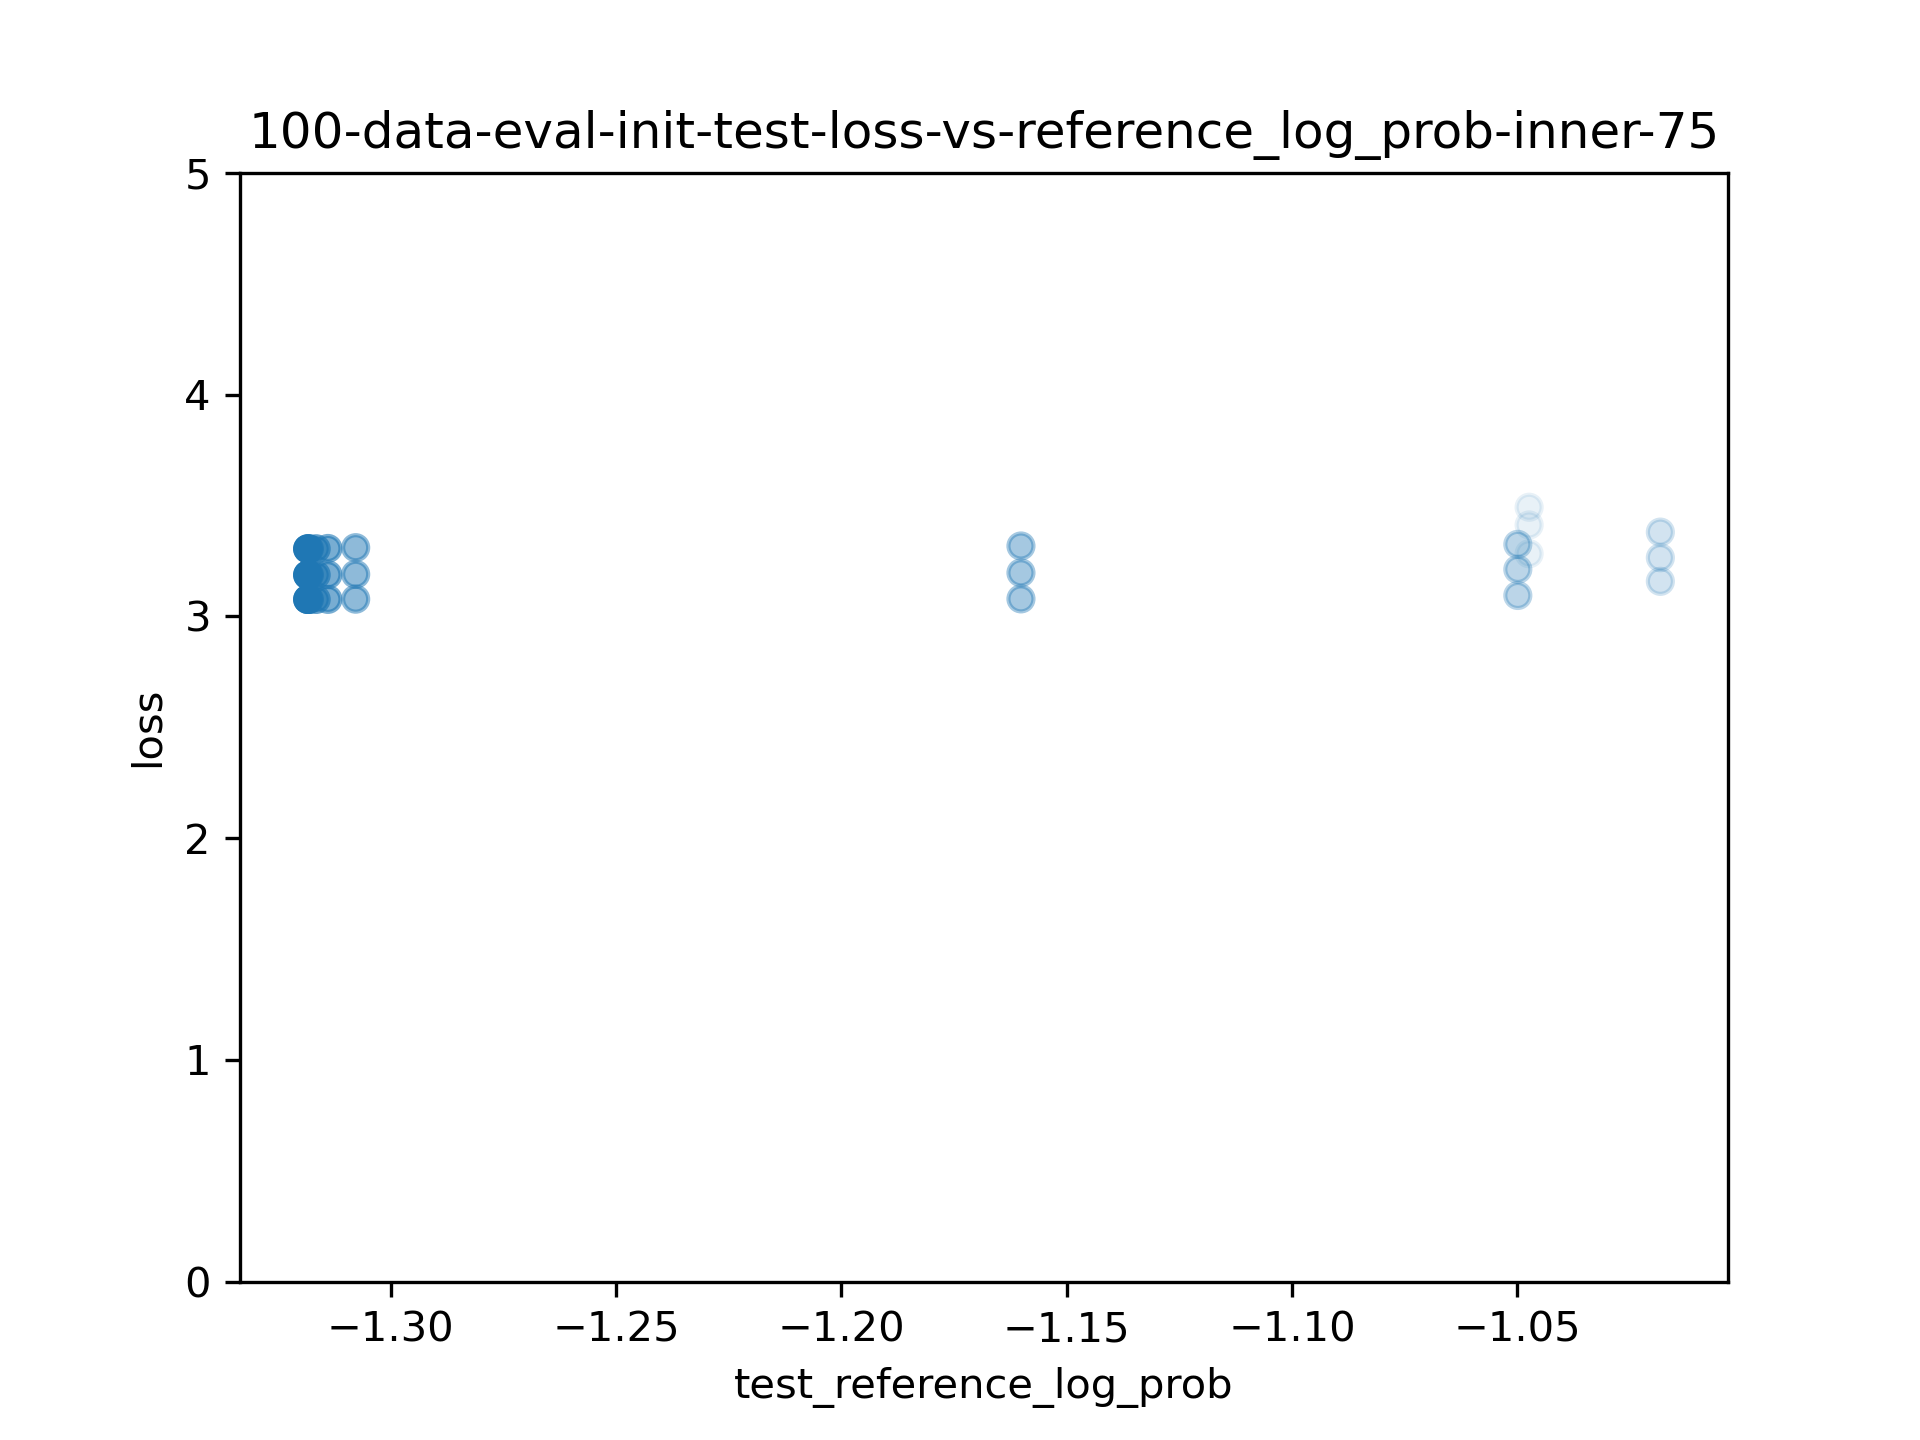 100-data-eval-init-test-loss-vs-reference_log_prob-inner-75
5
4
3
2
1
0
loss
−1.30 −1.25 −1.20 −1.15 −1.10 −1.05
test_reference_log_prob